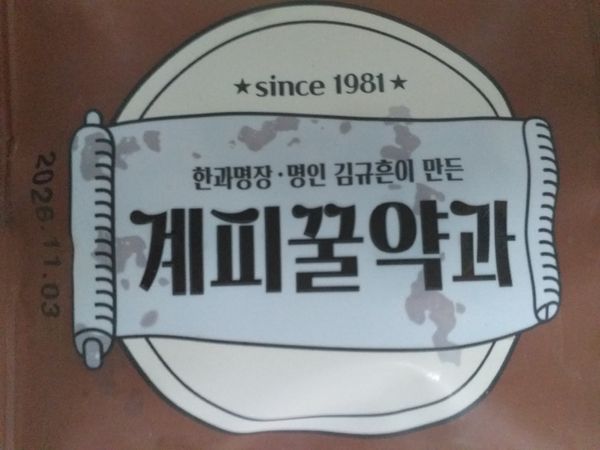 ★since 1981★
한과명장·명인 김규흔이 만든
계피꿀약과
2026.11.03